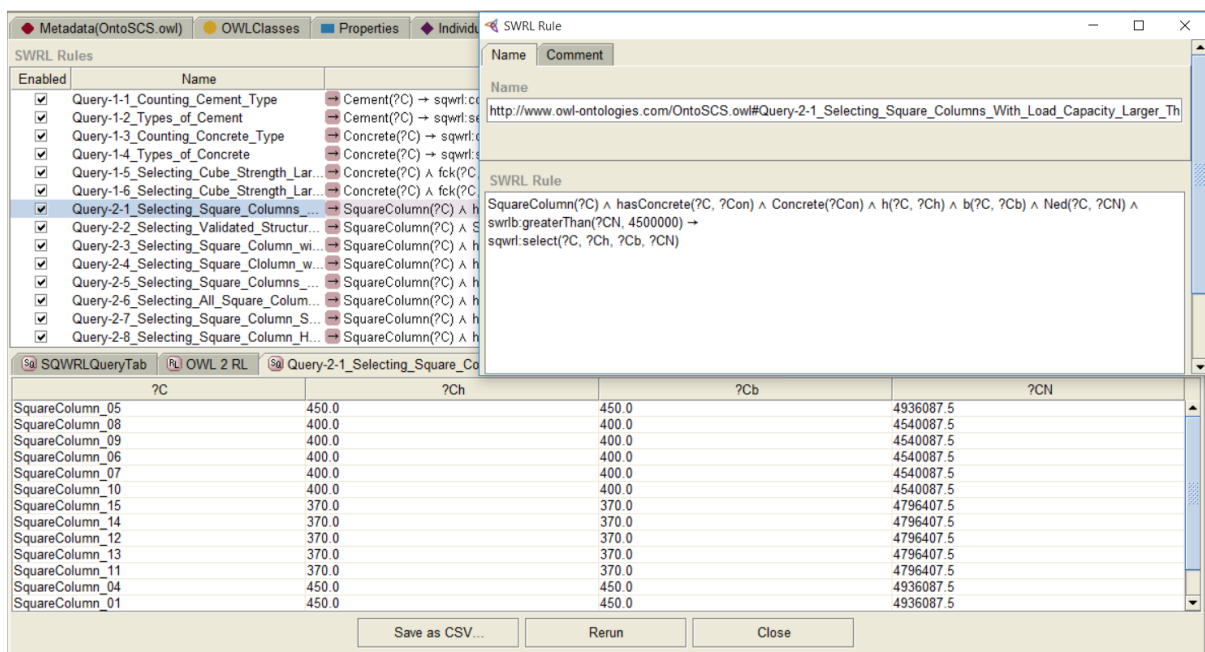 Metadata(OntoSCS.owl) OWLClasses Properties Individu
SWRL Rules
Enabled Name
Query-1-1_Counting_Cement_Type → Cement(?C) → sqwrl:co
Query-1-2_Types_of_Cement → Cement(?C) → sqwrl:se
Query-1-3_Counting_Concrete_Type → Concrete(?C) → sqwrl:c
Query-1-4_Types_of_Concrete → Concrete(?C) → sqwrl:s
Query-1-5_Selecting_Cube_Strength_Lar... → Concrete(?C) ∧ fck(?C
Query-1-6_Selecting_Cube_Strength_Lar... → Concrete(?C) ∧ fck(?C
Query-2-1_Selecting_Square_Columns_... → SquareColumn(?C) ∧ h
Query-2-2_Selecting_Validated_Structur... → SquareColumn(?C) ∧ S
Query-2-3_Selecting_Square_Column_wi... → SquareColumn(?C) ∧ h
Query-2-4_Selecting_Square_Clolumn_w... → SquareColumn(?C) ∧ h
Query-2-5_Selecting_Square_Columns_... → SquareColumn(?C) ∧ h
Query-2-6_Selecting_All_Square_Colum... → SquareColumn(?C) ∧ h
Query-2-7_Selecting_Square_Column_S... → SquareColumn(?C) ∧ h
Query-2-8_Selecting_Square_Column_H... → SquareColumn(?C) ∧ h
SWRL Rule
Name Comment
Name
http://www.owl-ontologies.com/OntoSCS.owl#Query-2-1_Selecting_Square_Columns_With_Load_Capacity_Larger_Th
SWRL Rule
SquareColumn(?C) ∧ hasConcrete(?C, ?Con) ∧ Concrete(?Con) ∧ h(?C, ?Ch) ∧ b(?C, ?Cb) ∧ Ned(?C, ?CN) ∧
swrlb:greaterThan(?CN, 4500000) →
sqwrl:select(?C, ?Ch, ?Cb, ?CN)
SQ SQWRLQueryTab RL OWL 2 RL SQ Query-2-1_Selecting_Square_Co
?C ?Ch ?Cb ?CN
SquareColumn_05 450.0 450.0 4936087.5
SquareColumn_08 400.0 400.0 4540087.5
SquareColumn_09 400.0 400.0 4540087.5
SquareColumn_06 400.0 400.0 4540087.5
SquareColumn_07 400.0 400.0 4540087.5
SquareColumn_10 400.0 400.0 4540087.5
SquareColumn_15 370.0 370.0 4796407.5
SquareColumn_14 370.0 370.0 4796407.5
SquareColumn_12 370.0 370.0 4796407.5
SquareColumn_13 370.0 370.0 4796407.5
SquareColumn_11 370.0 370.0 4796407.5
SquareColumn_04 450.0 450.0 4936087.5
SquareColumn_01 450.0 450.0 4936087.5
Save as CSV... Rerun Close